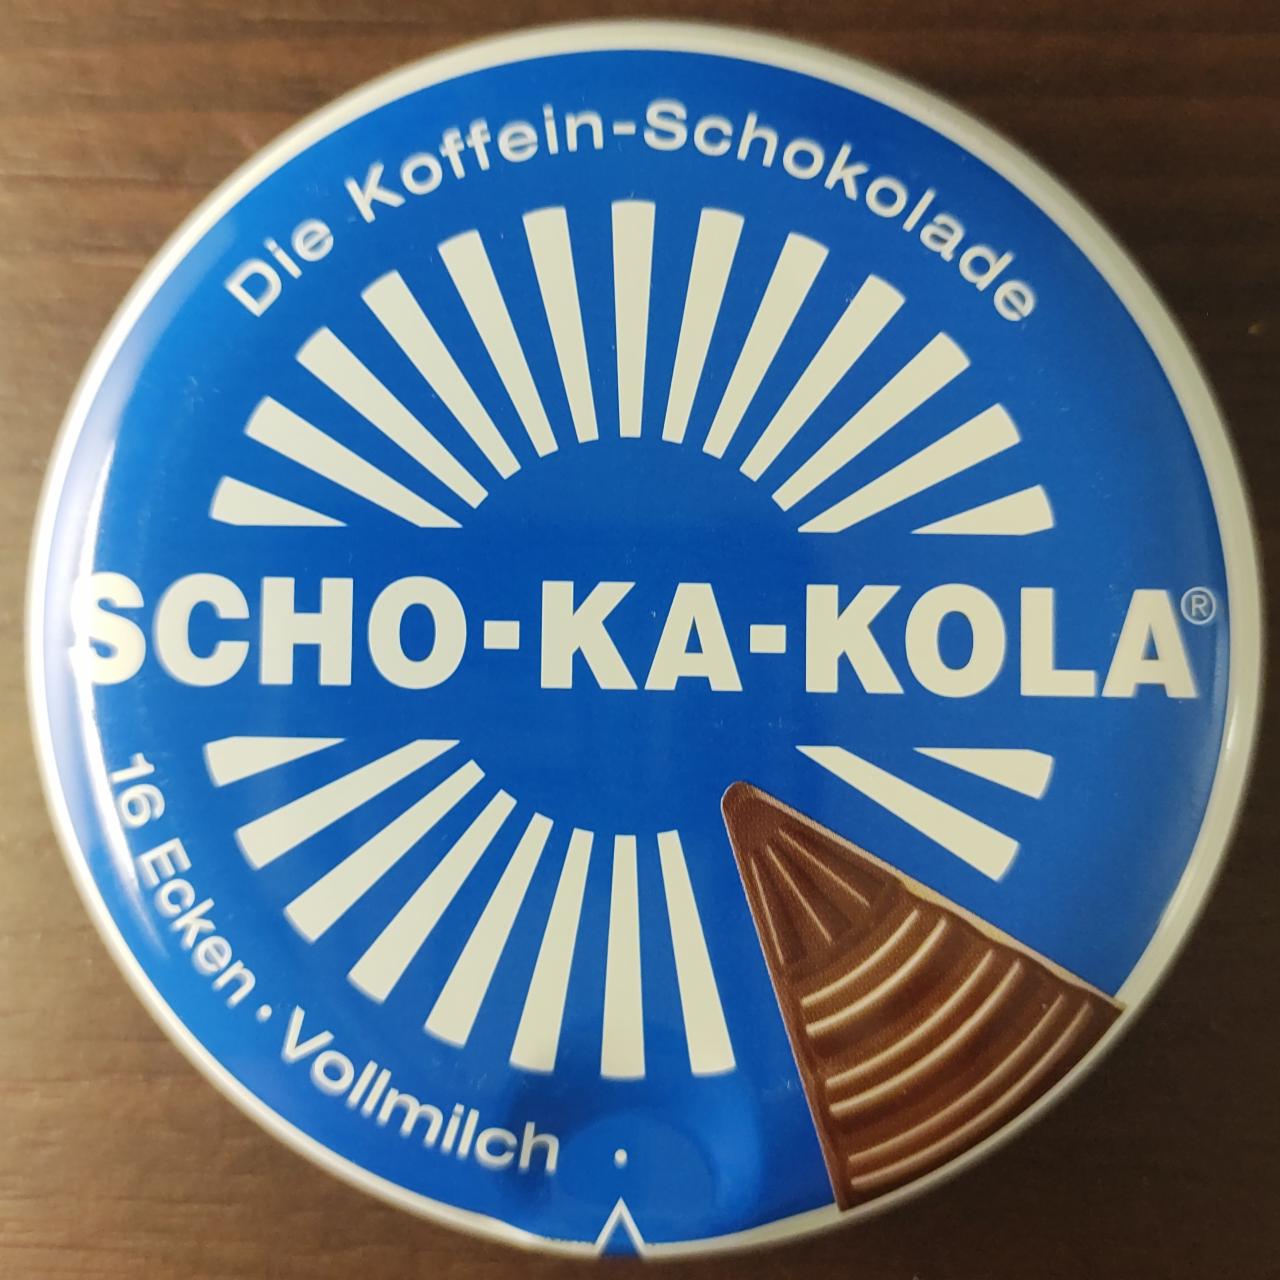 Die Koffein-Schokolade
SCHO-KA-KOLA®
16 Ecken · Vollmilch